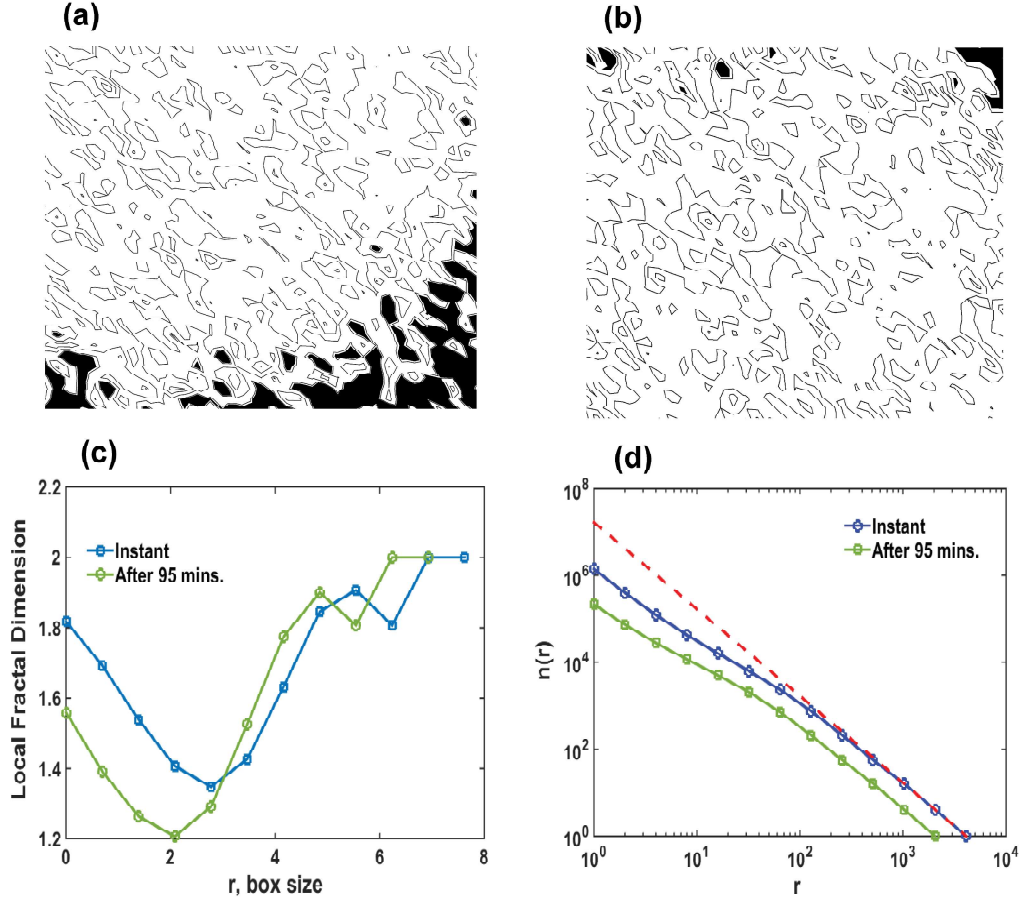 (a)
(b)
(c)
2.2
2
1.8
1.6
1.4
1.2
0
2
4
6
8
Local Fractal Dimension
r, box size
Instant
After 95 mins.
(d)
10^8
10^6
10^4
10^2
10^0
10^0
10^1
10^2
10^3
10^4
n(r)
r
Instant
After 95 mins.